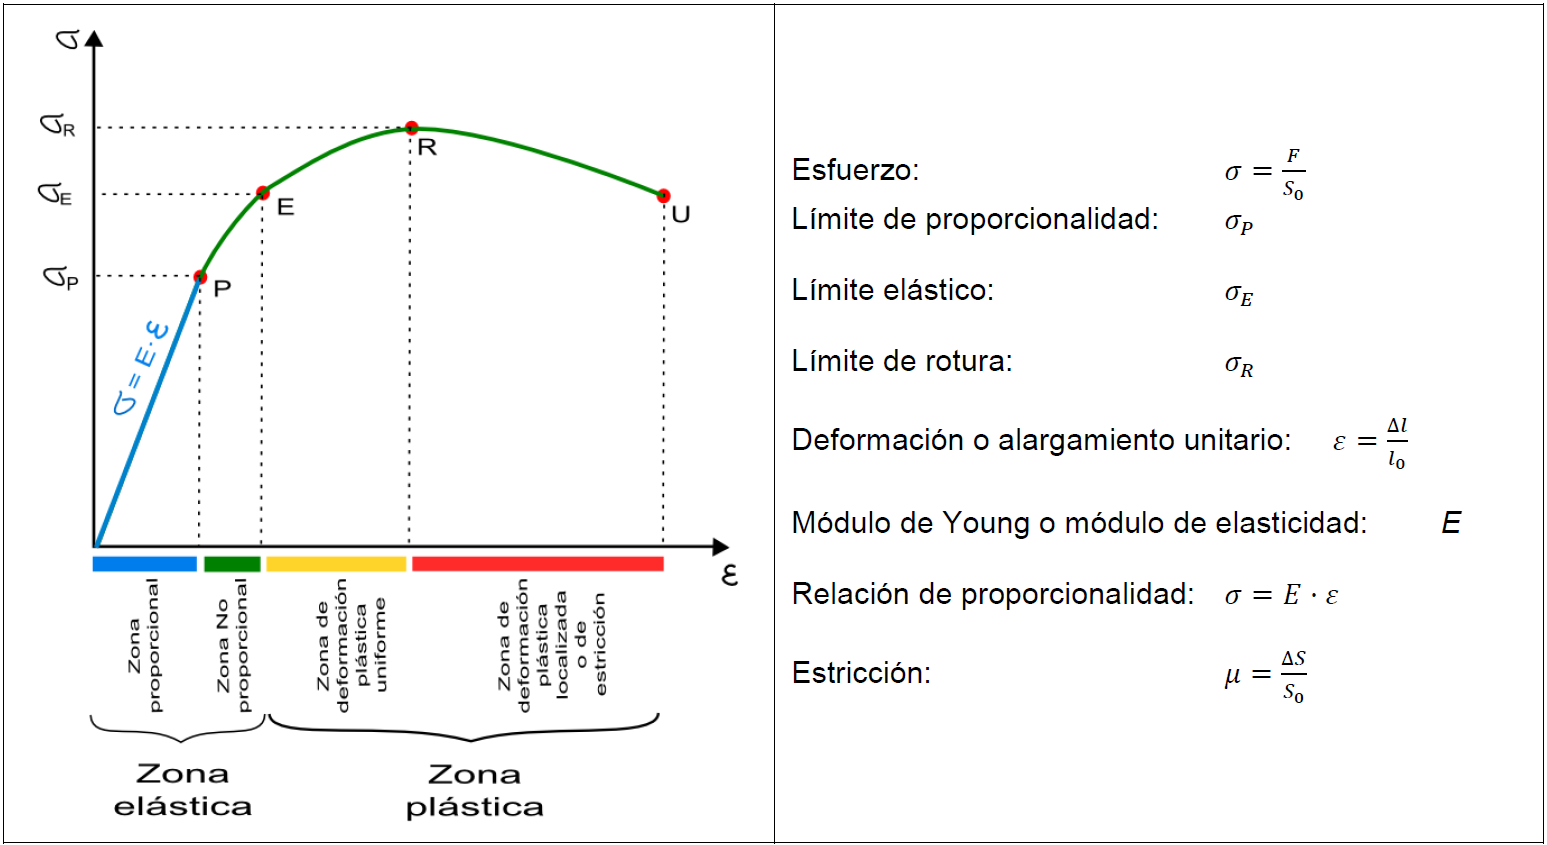 σ
σR
R
σE
E
U
σP
P
σ = E·ε
ε
Zona
proporcional
Zona No
proporcional
Zona de
deformación
plástica
uniforme
Zona de
deformación
plástica
localizada
o de
estricción
Zona
elástica
Zona
plástica
Esfuerzo: σ = F/S₀
Límite de proporcionalidad: σP
Límite elástico: σE
Límite de rotura: σR
Deformación o alargamiento unitario: ε = Δl/l₀
Módulo de Young o módulo de elasticidad: E
Relación de proporcionalidad: σ = E · ε
Estricción: μ = ΔS/S₀